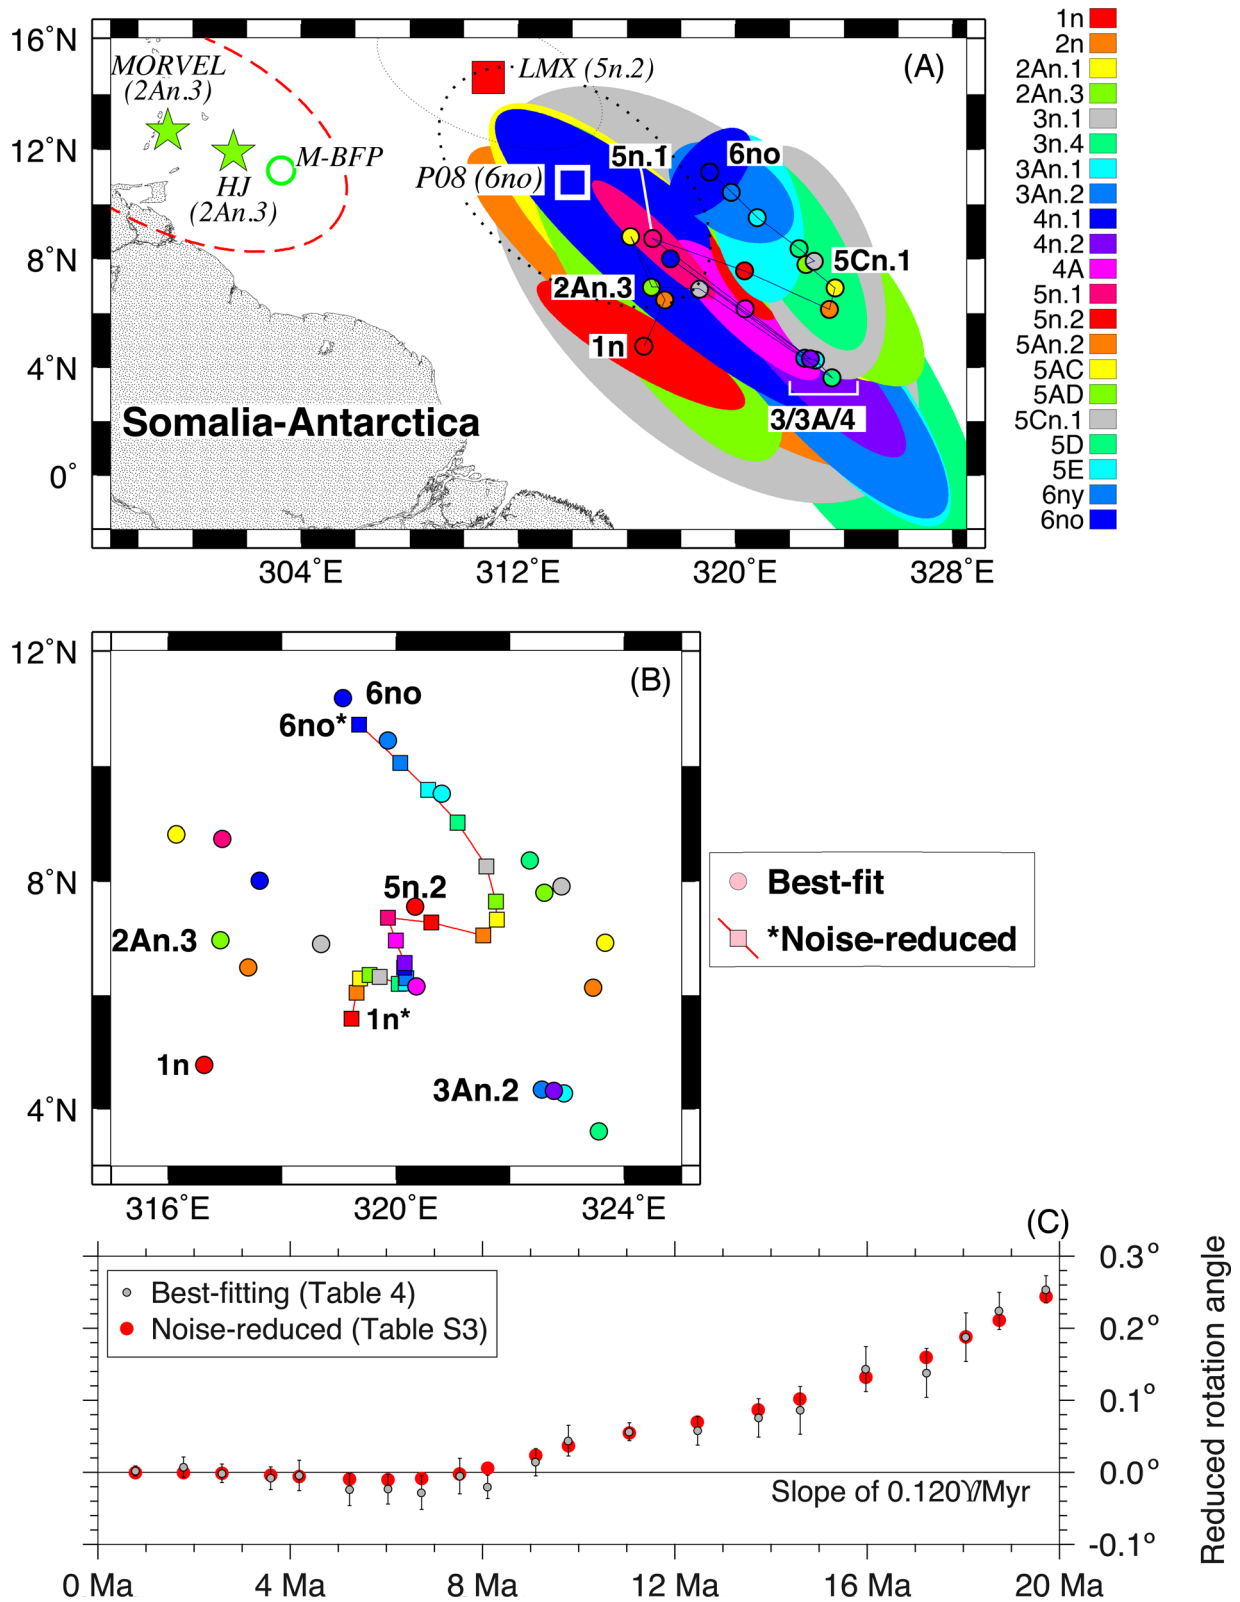 16˚N
12˚N
8˚N
4˚N
0˚
304˚E
312˚E
320˚E
328˚E
(A)
MORVEL
(2An.3)
HJ
(2An.3)
M-BFP
LMX (5n.2)
P08 (6no)
5n.1
6no
5Cn.1
2An.3
1n
3/3A/4
Somalia-Antarctica
1n
2n
2An.1
2An.3
3n.1
3n.4
3An.1
3An.2
4n.1
4n.2
4A
5n.1
5n.2
5An.2
5AC
5AD
5Cn.1
5D
5E
6ny
6no
12˚N
8˚N
4˚N
316˚E
320˚E
324˚E
(B)
6no
6no*
5n.2
2An.3
1n*
1n
3An.2
Best-fit
*Noise-reduced
(C)
Best-fitting (Table 4)
Noise-reduced (Table S3)
Slope of 0.120ϒ/Myr
0.3°
0.2°
0.1°
0.0°
-0.1°
Reduced rotation angle
0 Ma
4 Ma
8 Ma
12 Ma
16 Ma
20 Ma